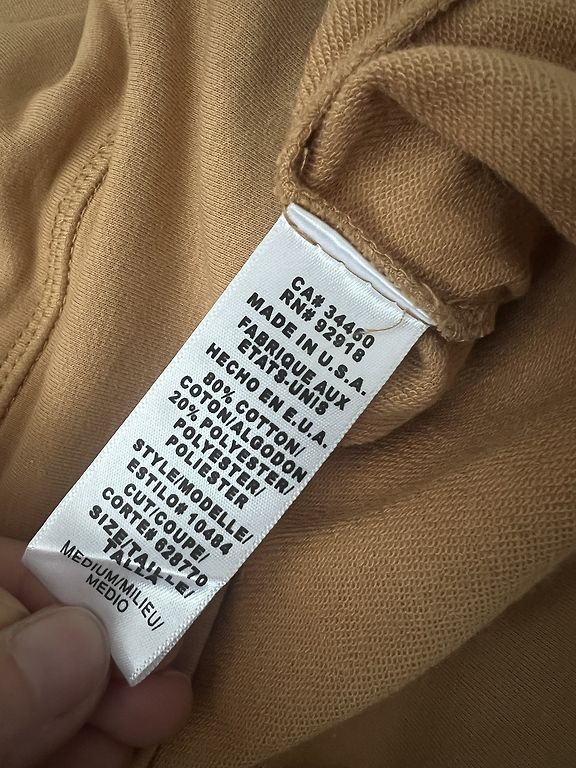 CA# 34460
RN# 92918
MADE IN U.S.A.
FABRIQUE AUX
ETATS-UNIS
HECHO EN E.U.A.
80% COTTON/
COTON/ALGODON
20% POLYESTER/
POLYESTER/
POLIESTER
STYLE/MODELLE/
ESTILO# 10484
CUT/COUPE/
CORTE# 628770
SIZE/TAILLE/
TALLA
MEDIUM/MILIEU/
MEDIO